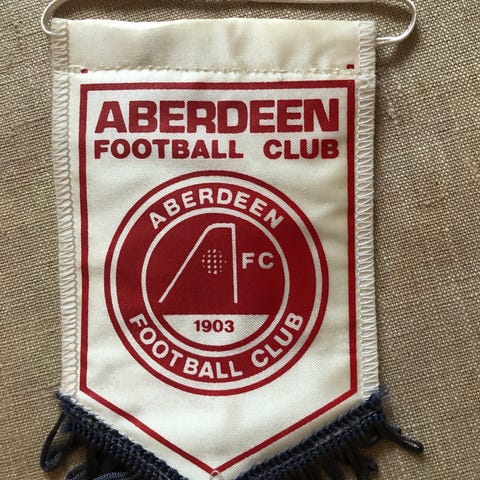 ABERDEEN
FOOTBALL CLUB
ABERDEEN
A FC
1903
FOOTBALL CLUB